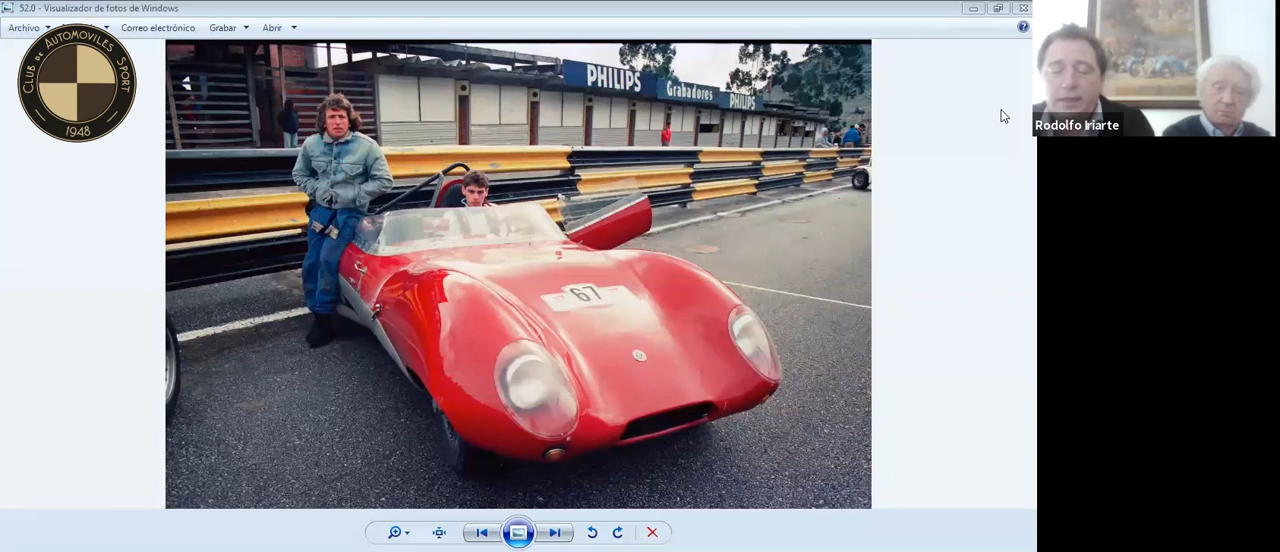 52.0 - Visualizador de fotos de Windows
Archivo
Correo electrónico
Grabar
Abrir
CLUB DE AUTOMOVILES SPORT
1948
PHILIPS
Grabadores
PHILIPS
67
Rodolfo Iriarte